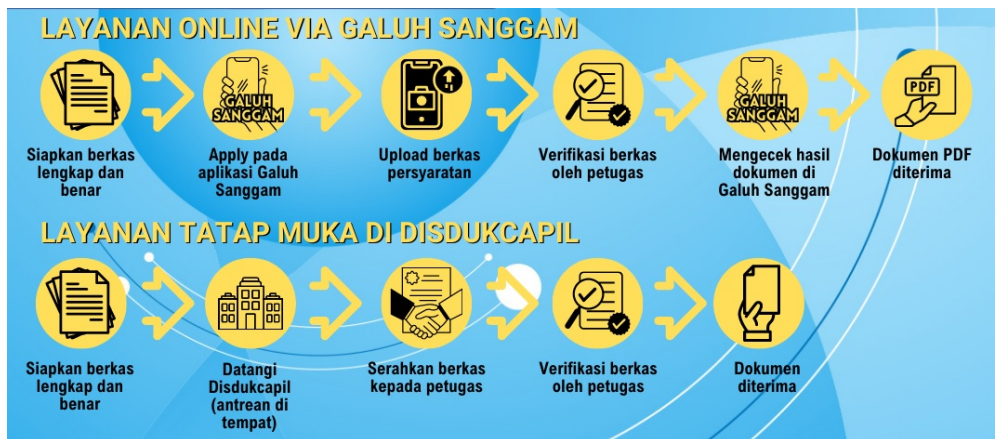 LAYANAN ONLINE VIA GALUH SANGGAM
GALUH
SANGGAM
GALUH
SANGGAM
PDF
Siapkan berkas
lengkap dan
benar
Apply pada
aplikasi Galuh
Sanggam
Upload berkas
persyaratan
Verifikasi berkas
oleh petugas
Mengecek hasil
dokumen di
Galuh Sanggam
Dokumen PDF
diterima
LAYANAN TATAP MUKA DI DISDUKCAPIL
Siapkan berkas
lengkap dan
benar
Datangi
Disdukcapil
(antrean di
tempat)
Serahkan berkas
kepada petugas
Verifikasi berkas
oleh petugas
Dokumen
diterima